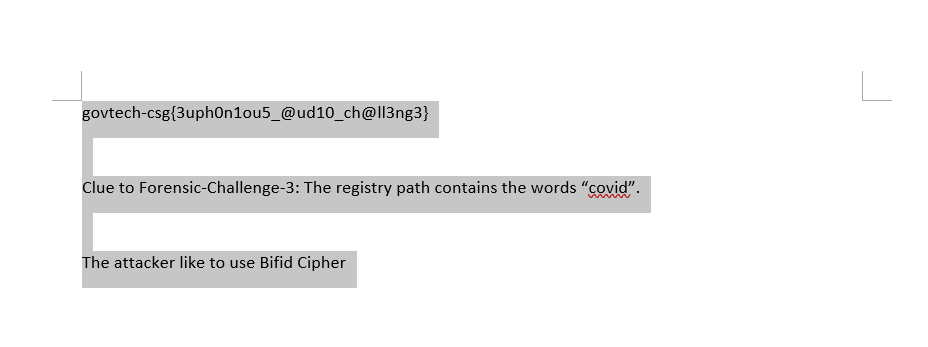 govtech-csg{3uph0n1ou5_@ud10_ch@ll3ng3}
Clue to Forensic-Challenge-3: The registry path contains the words “covid”.
The attacker like to use Bifid Cipher